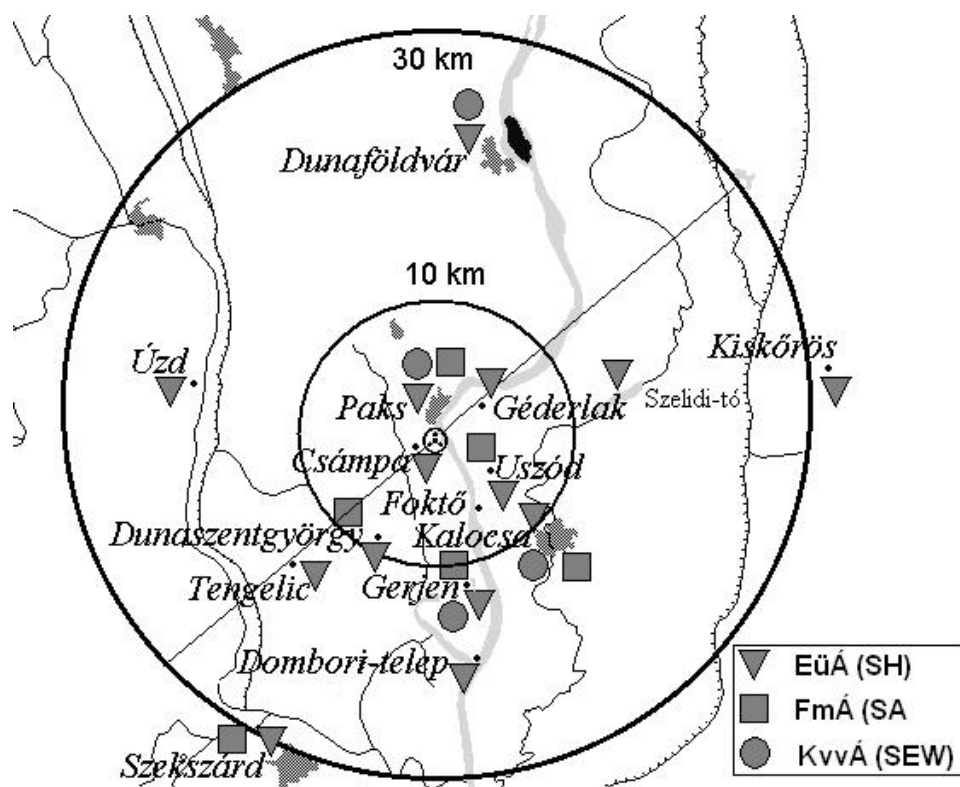 30 km
Dunaföldvár
10 km
Úzd
Kiskőrös
Paks
Géderlak
Szelidi-tó
Csámpa
Uszód
Foktő
Dunaszentgyörgy
Kalocsa
Tengelic
Gerjen
Dombori-telep
Szekszárd
EüÁ (SH)
FmÁ (SA
KvvÁ (SEW)